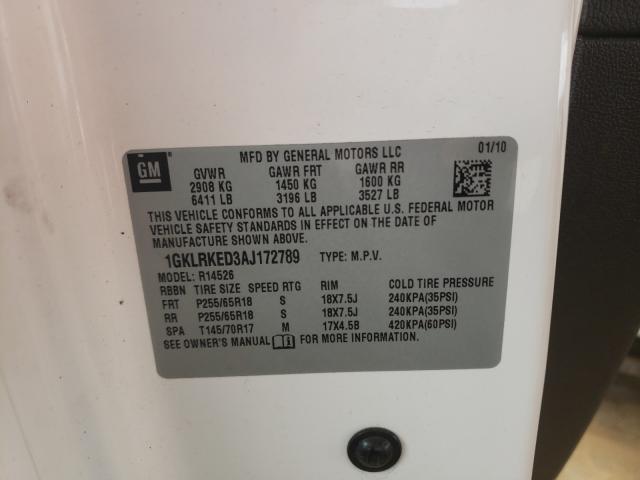 GM
MFD BY GENERAL MOTORS LLC 01/10
GVWR GAWR FRT GAWR RR
2908 KG 1450 KG 1600 KG
6411 LB 3196 LB 3527 LB
THIS VEHICLE CONFORMS TO ALL APPLICABLE U.S. FEDERAL MOTOR
VEHICLE SAFETY STANDARDS IN EFFECT ON THE DATE OF
MANUFACTURE SHOWN ABOVE.
1GKLRKED3AJ172789 TYPE: M.P.V.
MODEL: R14526
RBBN TIRE SIZE SPEED RTG RIM COLD TIRE PRESSURE
FRT P255/65R18 S 18X7.5J 240KPA(35PSI)
RR P255/65R18 S 18X7.5J 240KPA(35PSI)
SPA T145/70R17 M 17X4.5B 420KPA(60PSI)
SEE OWNER'S MANUAL FOR MORE INFORMATION.